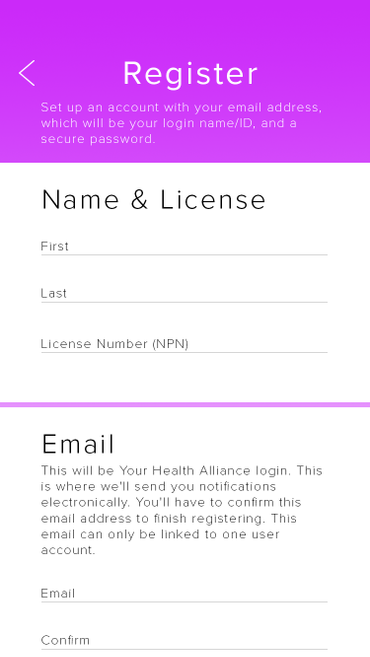 Register
Set up an account with your email address,
which will be your login name/ID, and a
secure password.
Name & License
First
Last
License Number (NPN)
Email
This will be Your Health Alliance login. This
is where we'll send you notifications
electronically. You'll have to confirm this
email address to finish registering. This
email can only be linked to one user
account.
Email
Confirm